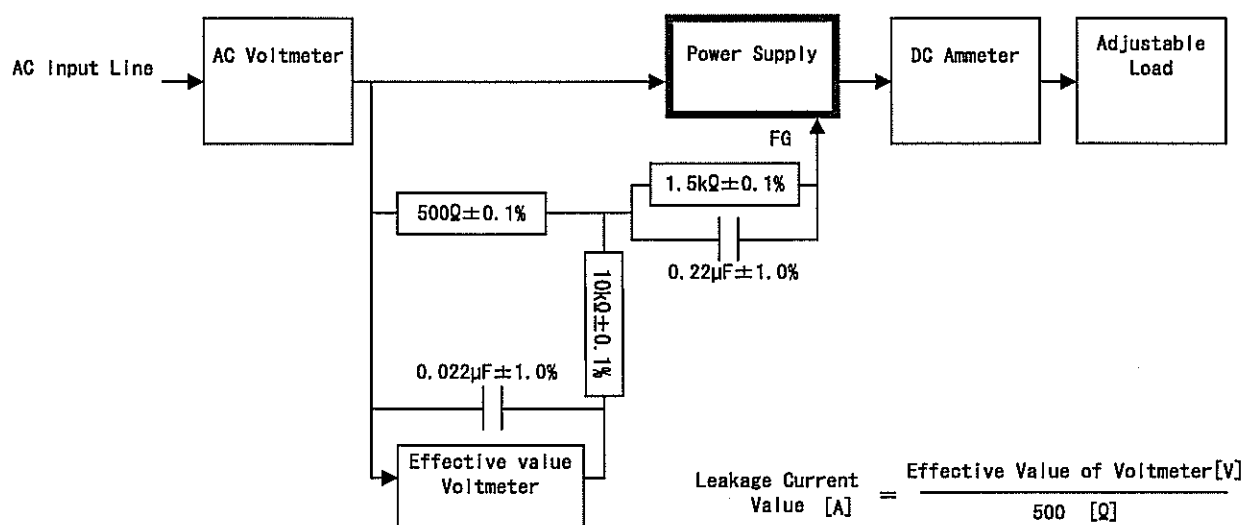 AC Input Line
AC Voltmeter
Power Supply
DC Ammeter
Adjustable
Load
FG
1.5kΩ±0.1%
500Ω±0.1%
0.22μF±1.0%
10kΩ±0.1%
0.022μF±1.0%
Effective value
Voltmeter
Leakage Current
Value [A]
=
Effective Value of Voltmeter[V]
500 [Ω]